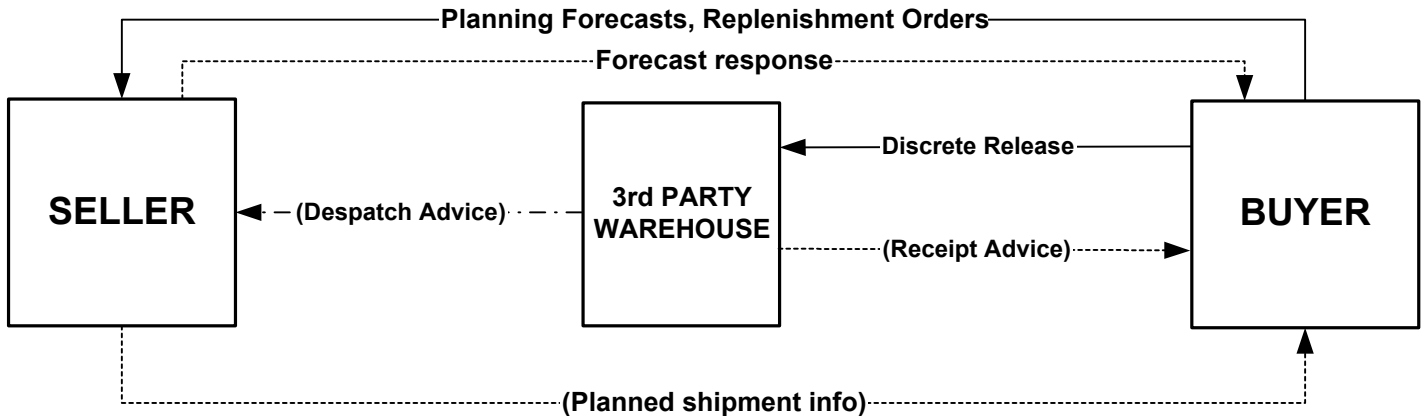 Planning Forecasts, Replenishment Orders
Forecast response
Discrete Release
SELLER
(Despatch Advice)
3rd PARTY
WAREHOUSE
(Receipt Advice)
BUYER
(Planned shipment info)